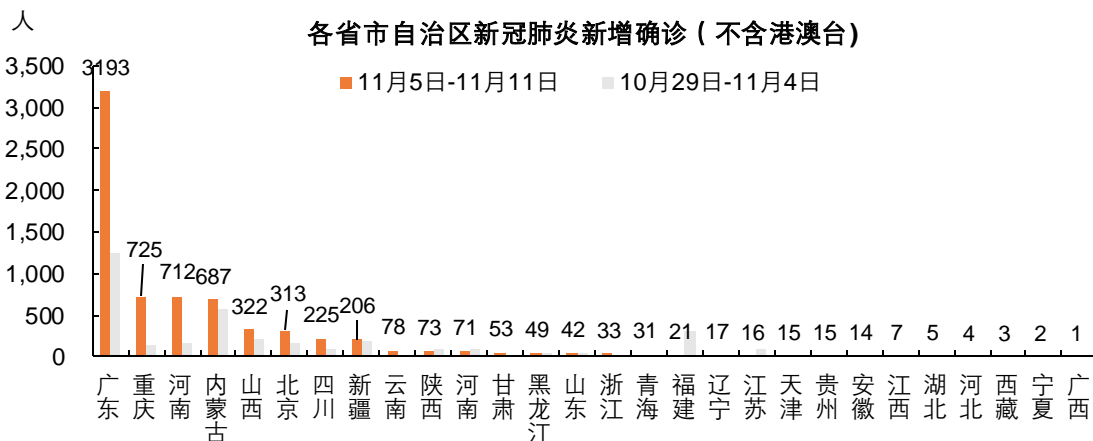 人
各省市自治区新冠肺炎新增确诊（不含港澳台)
11月5日-11月11日 10月29日-11月4日
3,500
3,000
2,500
2,000
1,500
1,000
500
0
3193 725 712 687 322 313 225 206 78 73 71 53 49 42 33 31 21 17 16 15 15 14 7 5 4 3 2 1
广东 重庆 河南 内蒙古 山西 北京 四川 新疆 云南 陕西 河南 甘肃 黑龙江 山东 浙江 青海 福建 辽宁 江苏 天津 贵州 安徽 江西 湖北 河北 西藏 宁夏 广西